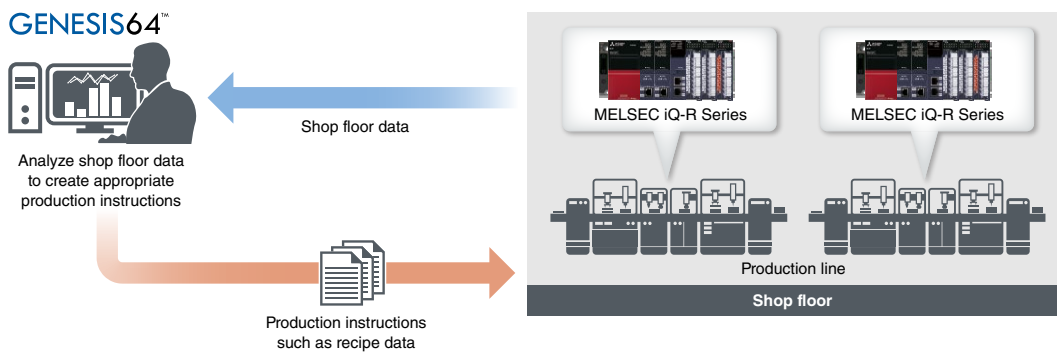 GENESIS64™
Analyze shop floor data
to create appropriate
production instructions
Shop floor data
Production instructions
such as recipe data
MELSEC iQ-R Series
MELSEC iQ-R Series
Production line
Shop floor